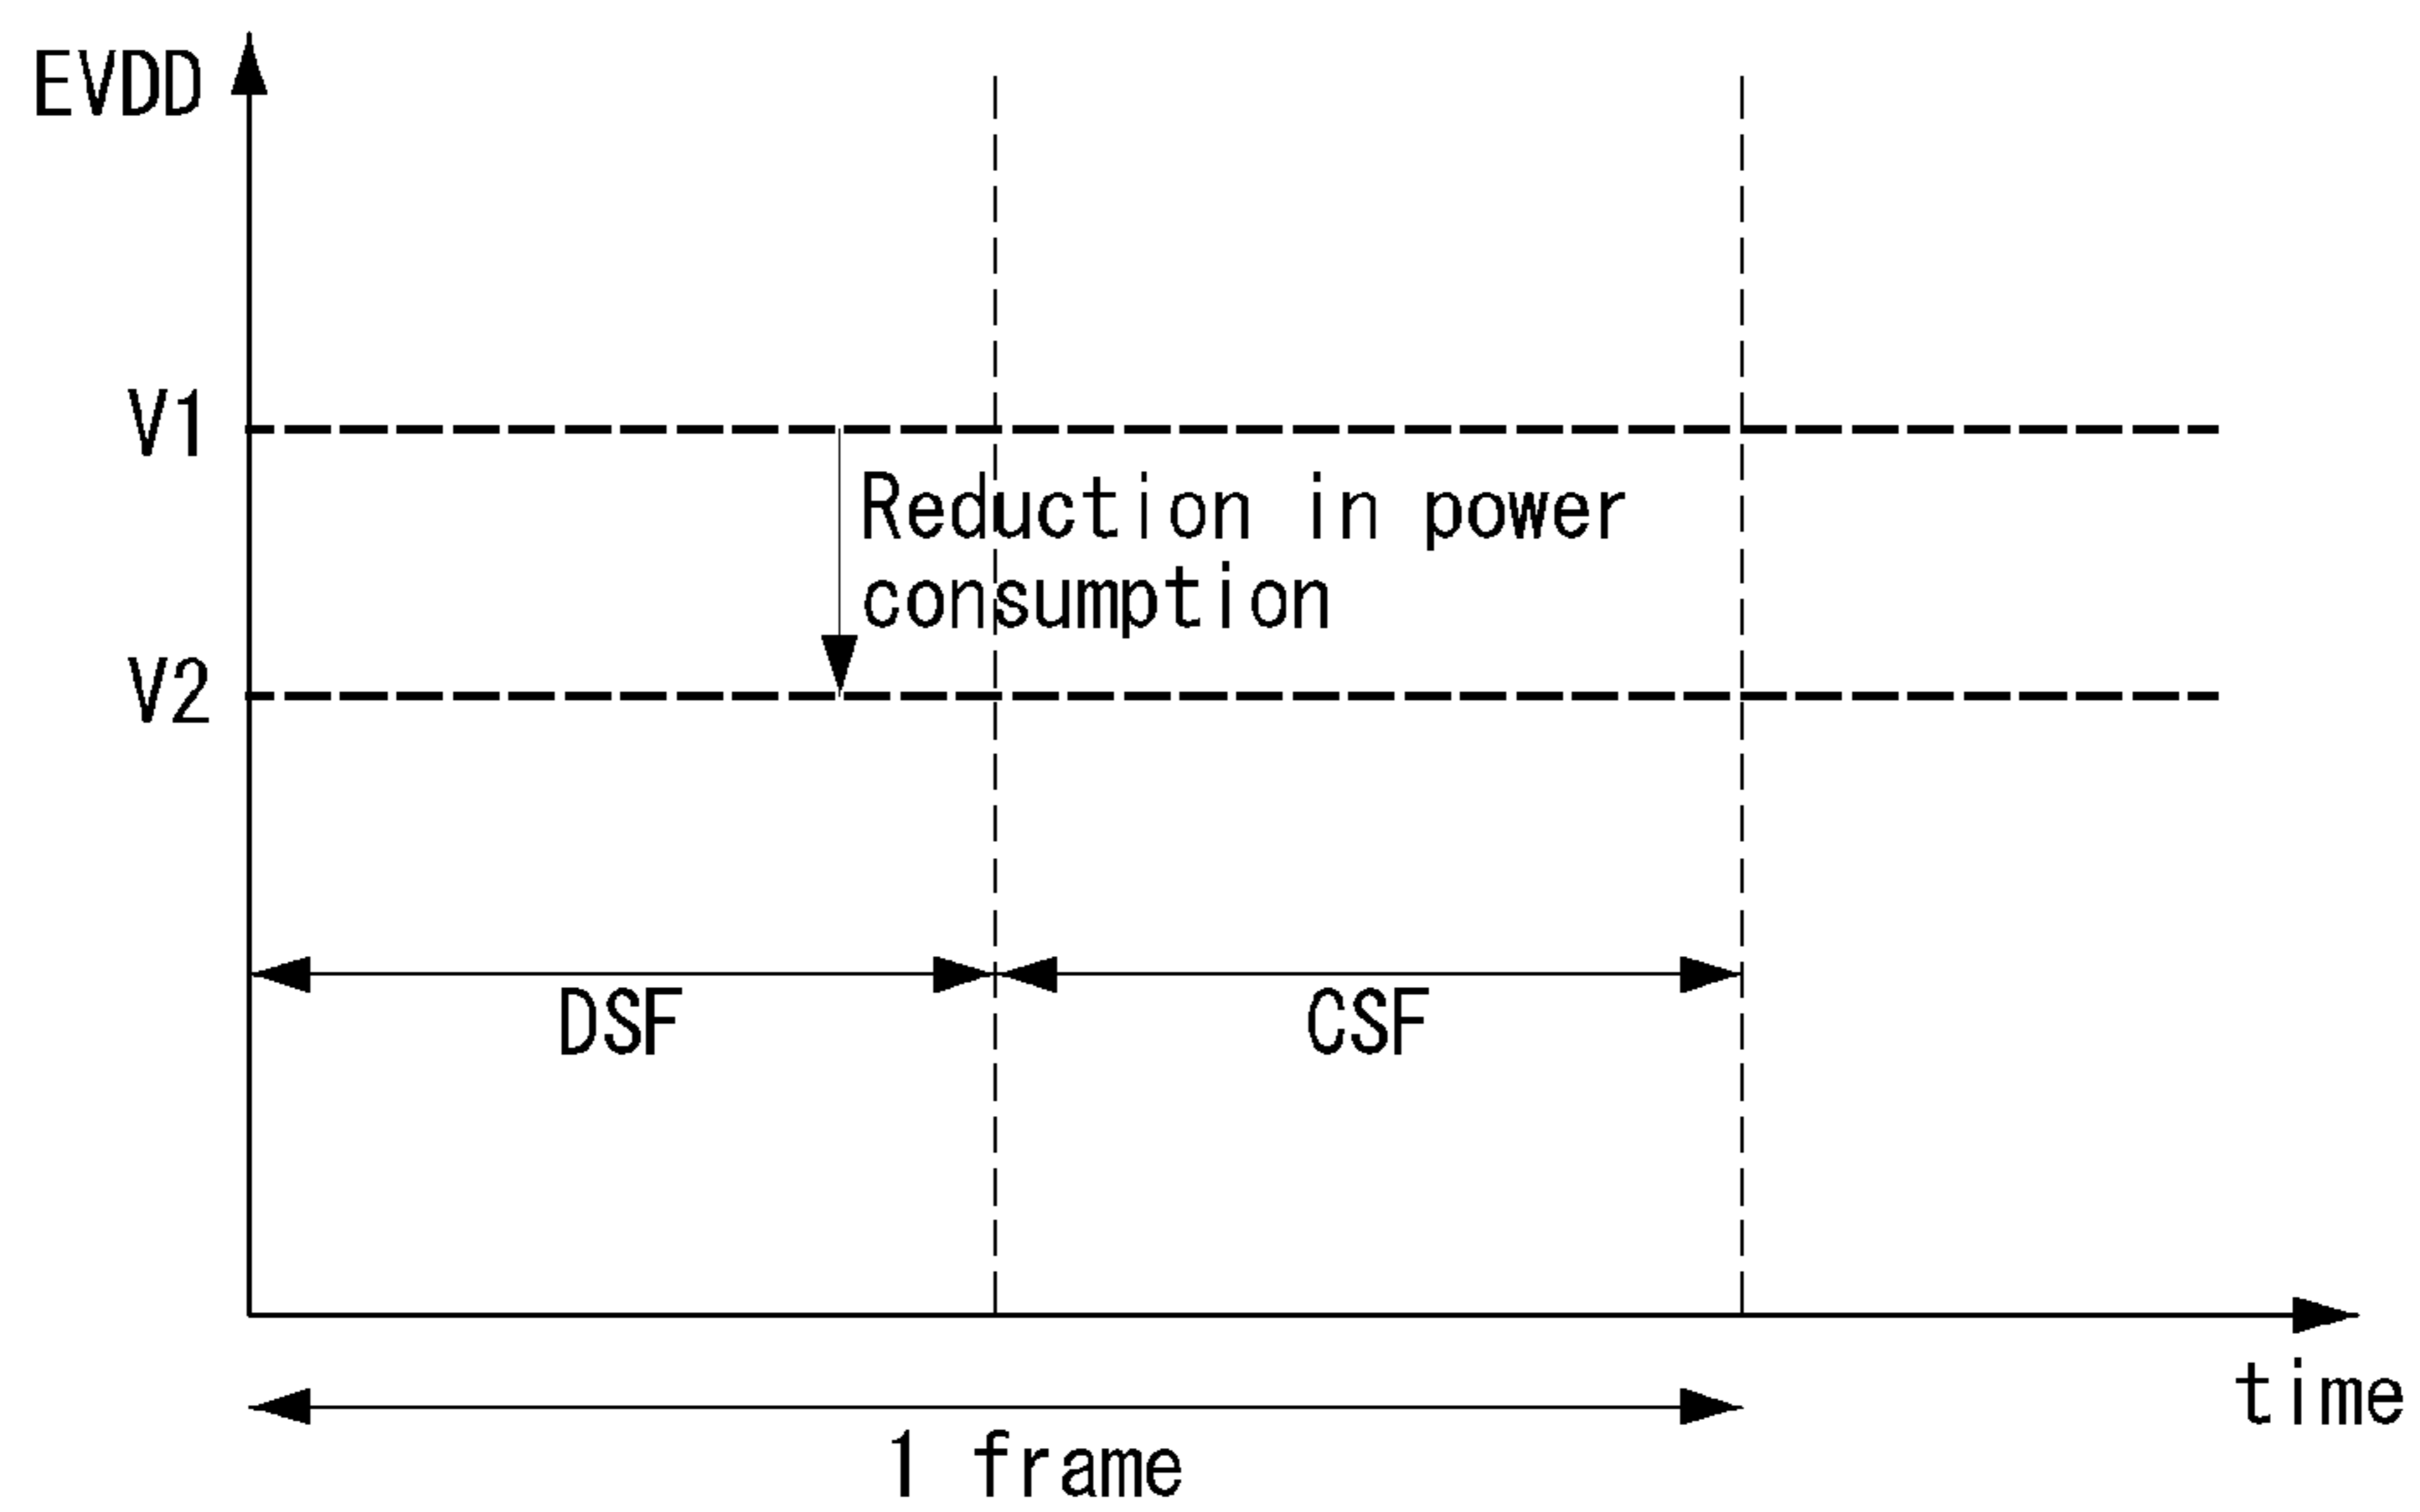 EVDD
V1
Reduction in power
consumption
V2
DSF
CSF
time
1 frame